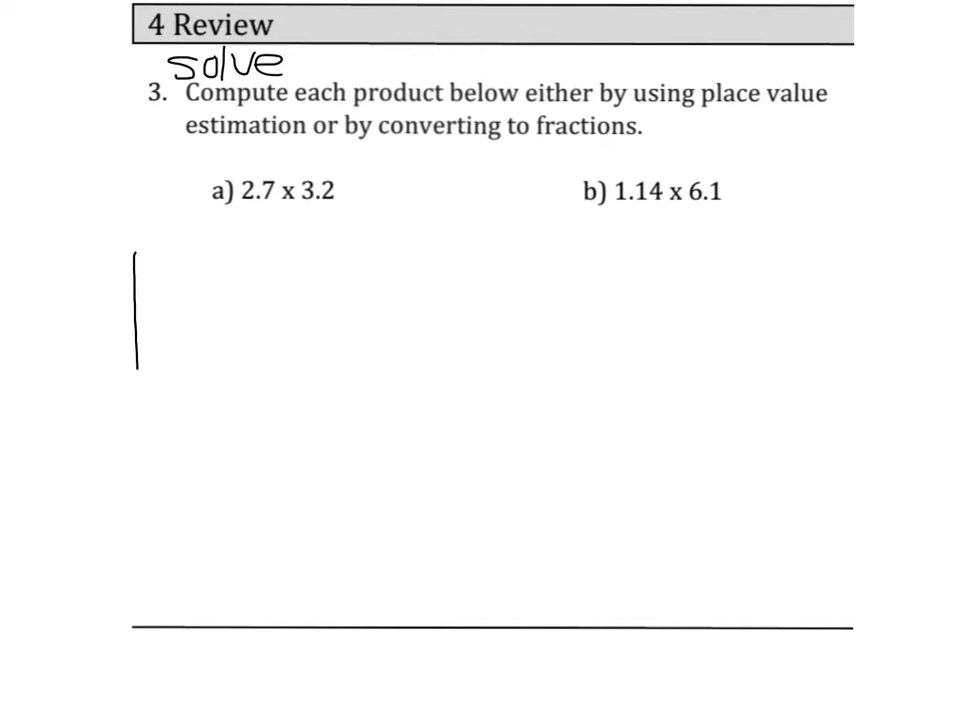 4 Review
solve
3. Compute each product below either by using place value
estimation or by converting to fractions.
a) 2.7 x 3.2 b) 1.14 x 6.1